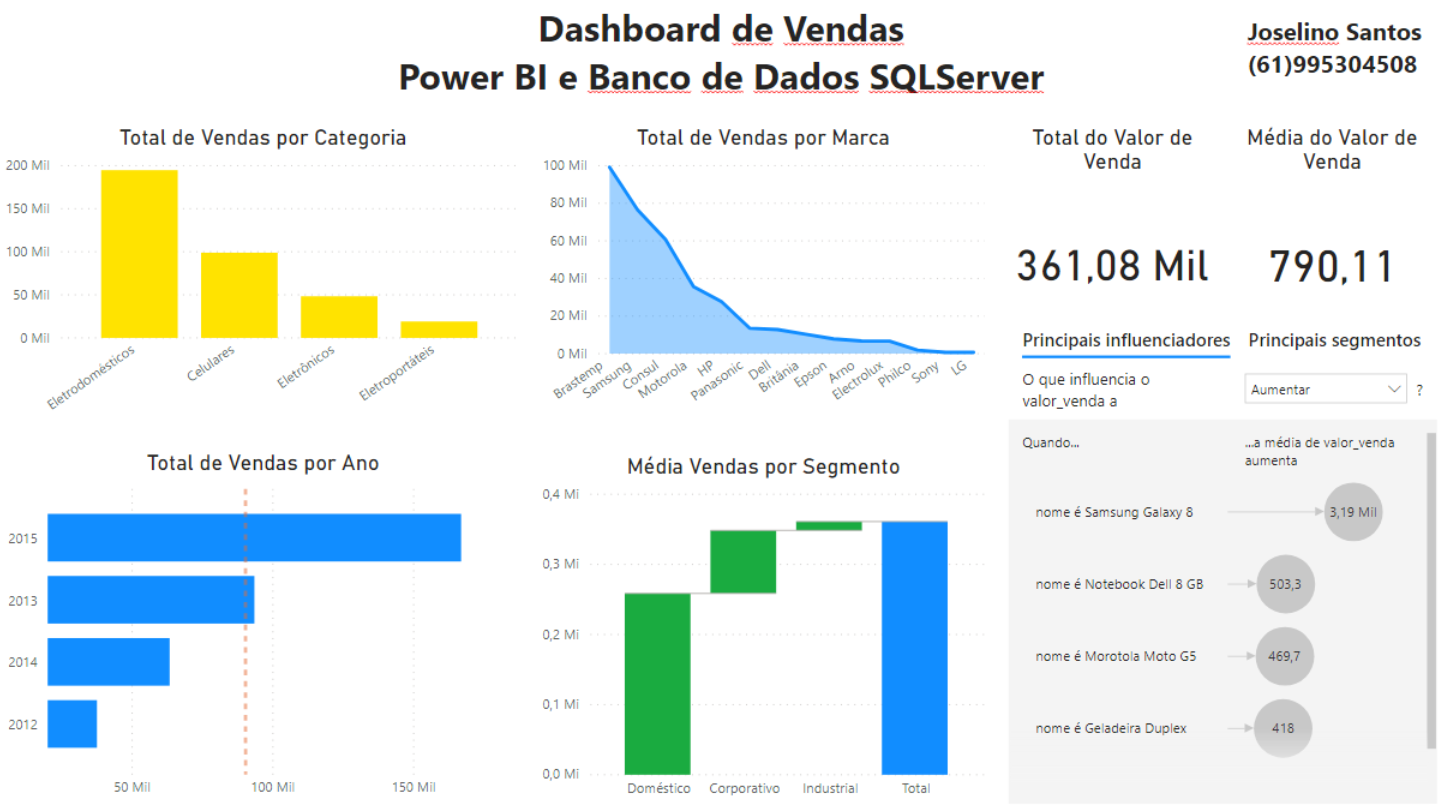 Dashboard de Vendas
Power BI e Banco de Dados SQLServer
Joselino Santos
(61)995304508
Total de Vendas por Categoria
200 Mil
150 Mil
100 Mil
50 Mil
0 Mil
Eletrodomésticos
Celulares
Eletrônicos
Eletroportáteis
Total de Vendas por Marca
100 Mil
80 Mil
60 Mil
40 Mil
20 Mil
0 Mil
Brastemp
Samsung
Consul
Motorola
HP
Panasonic
Dell
Britânia
Epson
Arno
Electrolux
Philco
Sony
LG
Total do Valor de
Venda
361,08 Mil
Média do Valor de
Venda
790,11
Total de Vendas por Ano
2015
2013
2014
2012
50 Mil
100 Mil
150 Mil
Média Vendas por Segmento
0,4 Mi
0,3 Mi
0,2 Mi
0,1 Mi
0,0 Mi
Doméstico
Corporativo
Industrial
Total
Principais influenciadores
Principais segmentos
O que influencia o
valor_venda a
Aumentar
?
Quando...
...a média de valor_venda
aumenta
nome é Samsung Galaxy 8
3,19 Mil
nome é Notebook Dell 8 GB
503,3
nome é Morotola Moto G5
469,7
nome é Geladeira Duplex
418